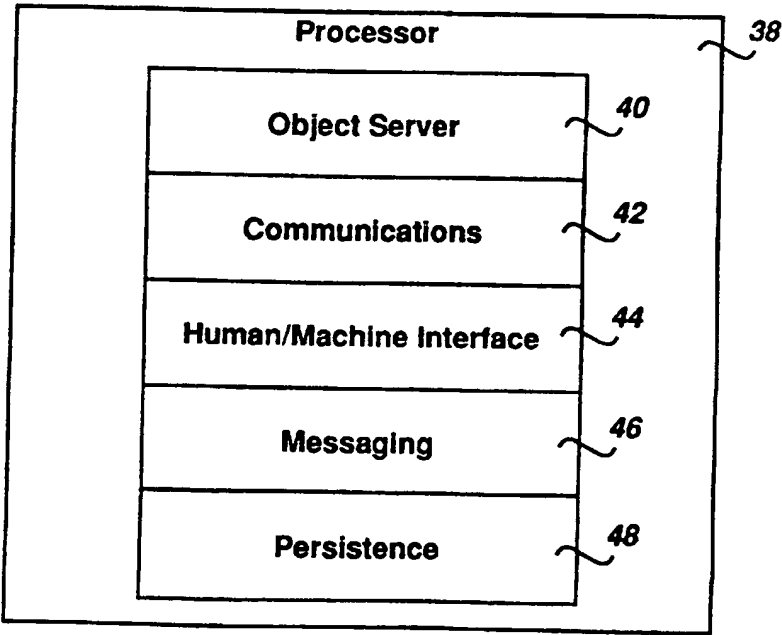 Processor 38
Object Server 40
Communications 42
Human/Machine Interface 44
Messaging 46
Persistence 48